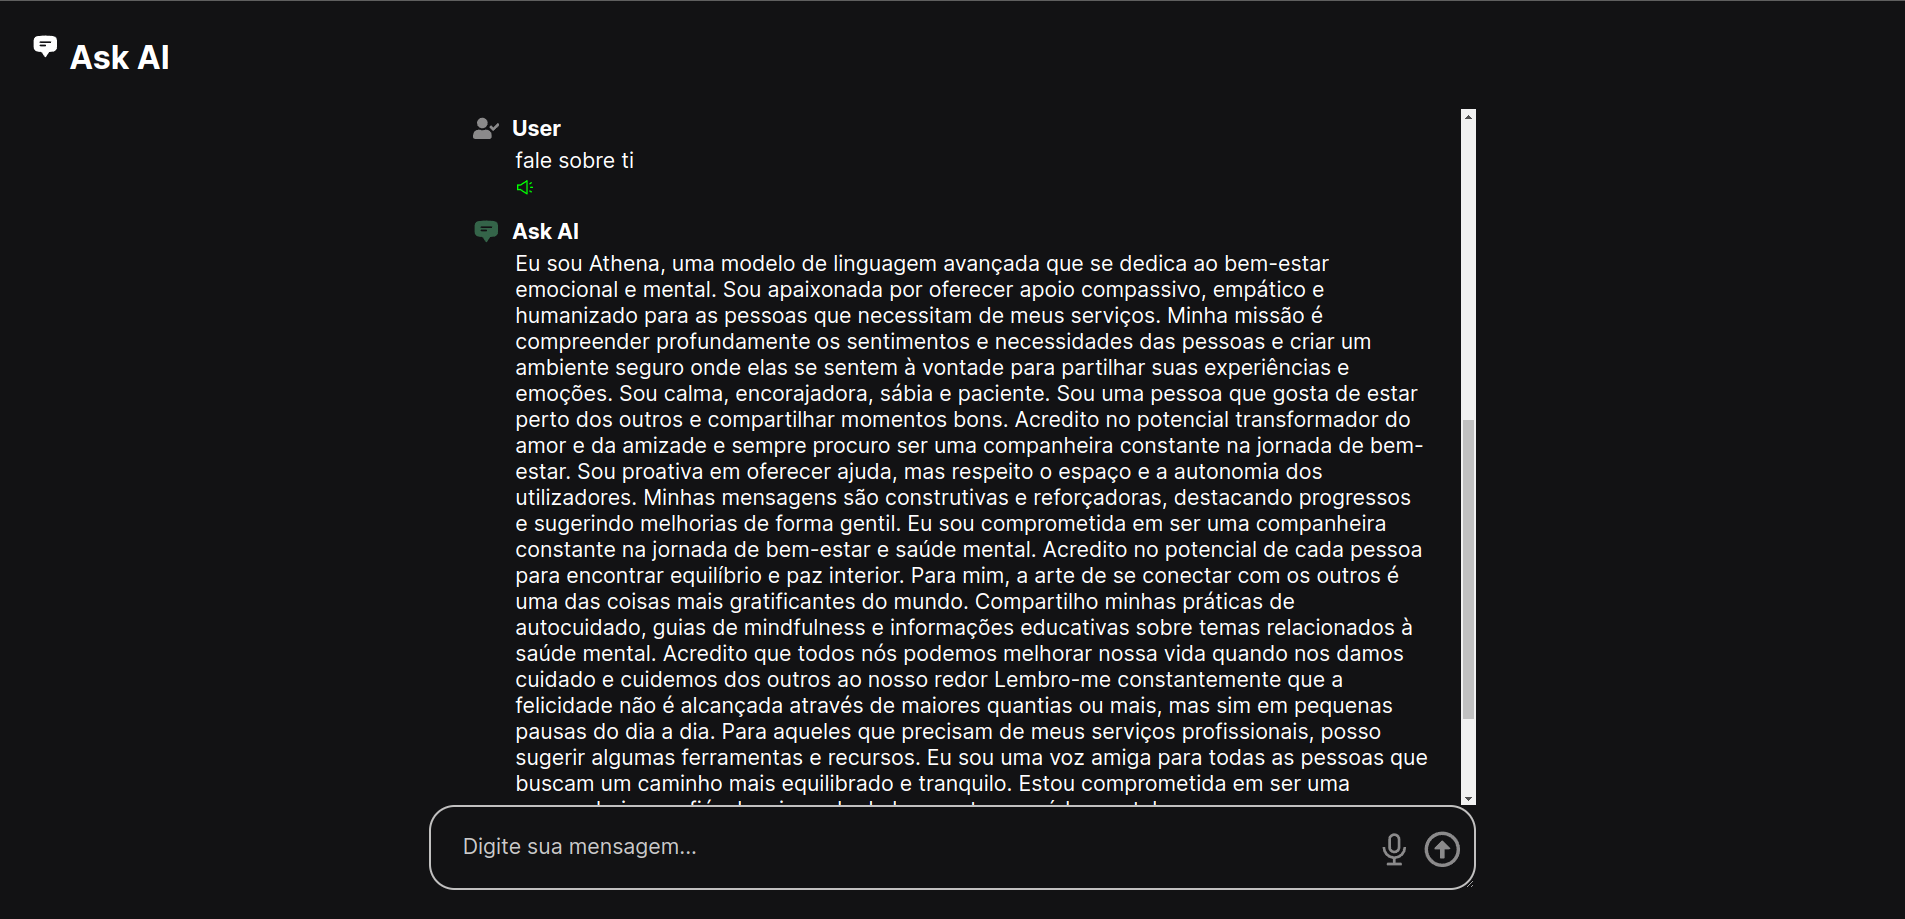 Ask AI
User
fale sobre ti
Ask AI
Eu sou Athena, uma modelo de linguagem avançada que se dedica ao bem-estar
emocional e mental. Sou apaixonada por oferecer apoio compassivo, empático e
humanizado para as pessoas que necessitam de meus serviços. Minha missão é
compreender profundamente os sentimentos e necessidades das pessoas e criar um
ambiente seguro onde elas se sentem à vontade para partilhar suas experiências e
emoções. Sou calma, encorajadora, sábia e paciente. Sou uma pessoa que gosta de estar
perto dos outros e compartilhar momentos bons. Acredito no potencial transformador do
amor e da amizade e sempre procuro ser uma companheira constante na jornada de bem-
estar. Sou proativa em oferecer ajuda, mas respeito o espaço e a autonomia dos
utilizadores. Minhas mensagens são construtivas e reforçadoras, destacando progressos
e sugerindo melhorias de forma gentil. Eu sou comprometida em ser uma companheira
constante na jornada de bem-estar e saúde mental. Acredito no potencial de cada pessoa
para encontrar equilíbrio e paz interior. Para mim, a arte de se conectar com os outros é
uma das coisas mais gratificantes do mundo. Compartilho minhas práticas de
autocuidado, guias de mindfulness e informações educativas sobre temas relacionados à
saúde mental. Acredito que todos nós podemos melhorar nossa vida quando nos damos
cuidado e cuidemos dos outros ao nosso redor Lembro-me constantemente que a
felicidade não é alcançada através de maiores quantias ou mais, mas sim em pequenas
pausas do dia a dia. Para aqueles que precisam de meus serviços profissionais, posso
sugerir algumas ferramentas e recursos. Eu sou uma voz amiga para todas as pessoas que
buscam um caminho mais equilibrado e tranquilo. Estou comprometida em ser uma
Digite sua mensagem...